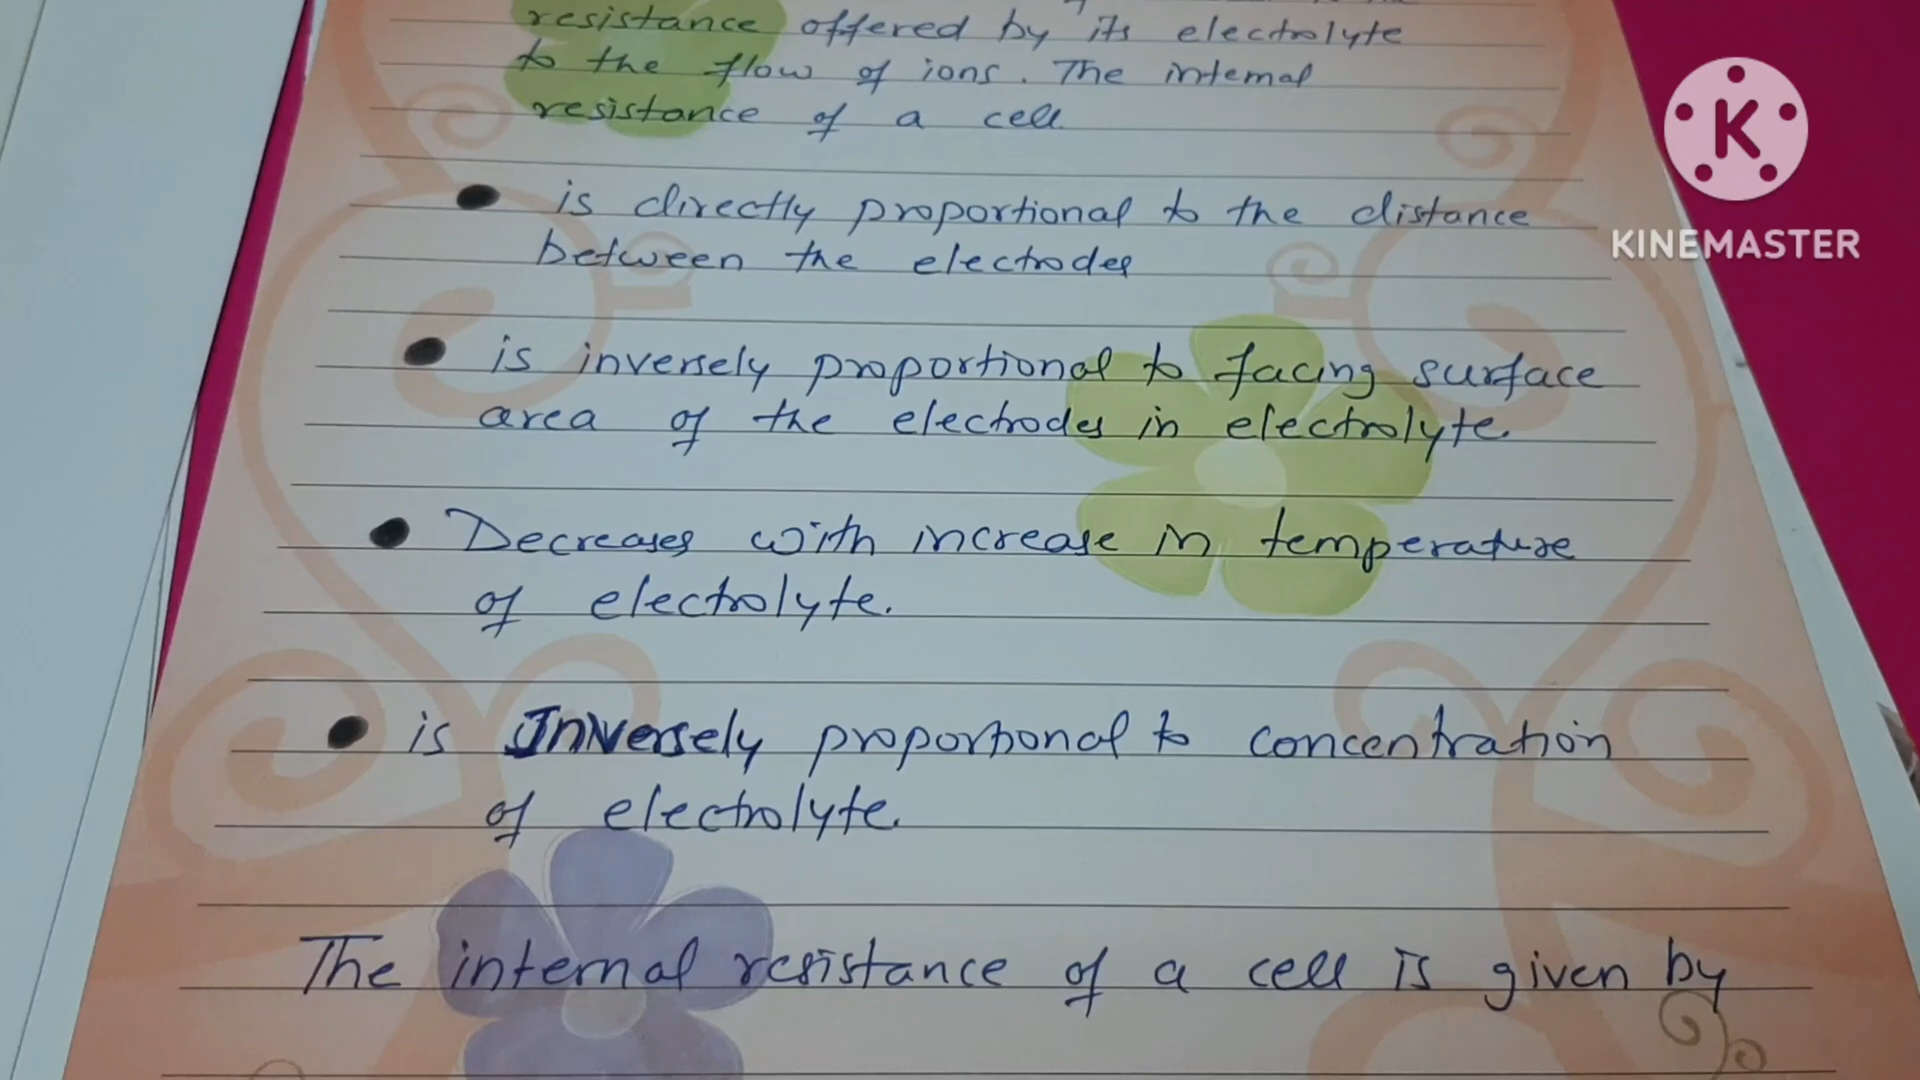 resistance offered by its electrolyte
to the flow of ions. The internal
resistance of a cell
is directly proportional to the distance
between the electrodes
is inversely proportional to facing surface
area of the electrodes in electrolyte.
Decreases with increase in temperature
of electrolyte.
is Inversely proportional to concentration
of electrolyte.
The internal resistance of a cell is given by
K
KINEMASTER